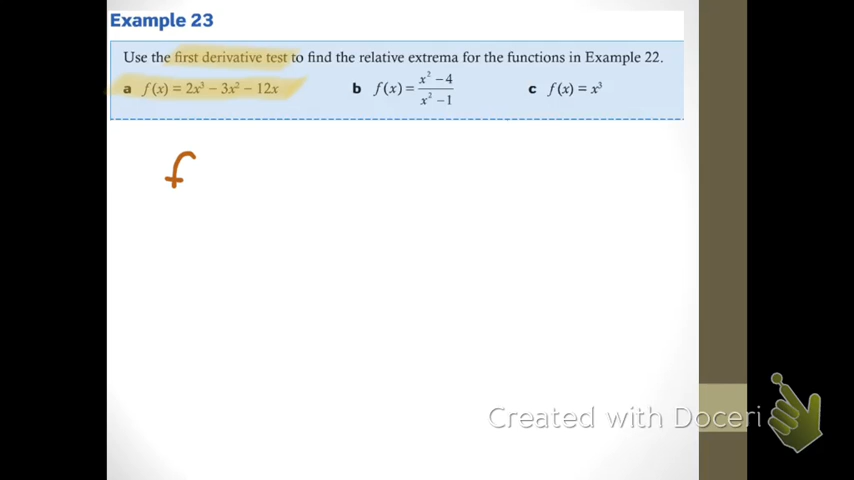 Example 23
Use the first derivative test to find the relative extrema for the functions in Example 22.
a f(x) = 2x³ − 3x² − 12x b f(x) = (x² − 4)/(x² − 1) c f(x) = x³
f
Created with Doceri